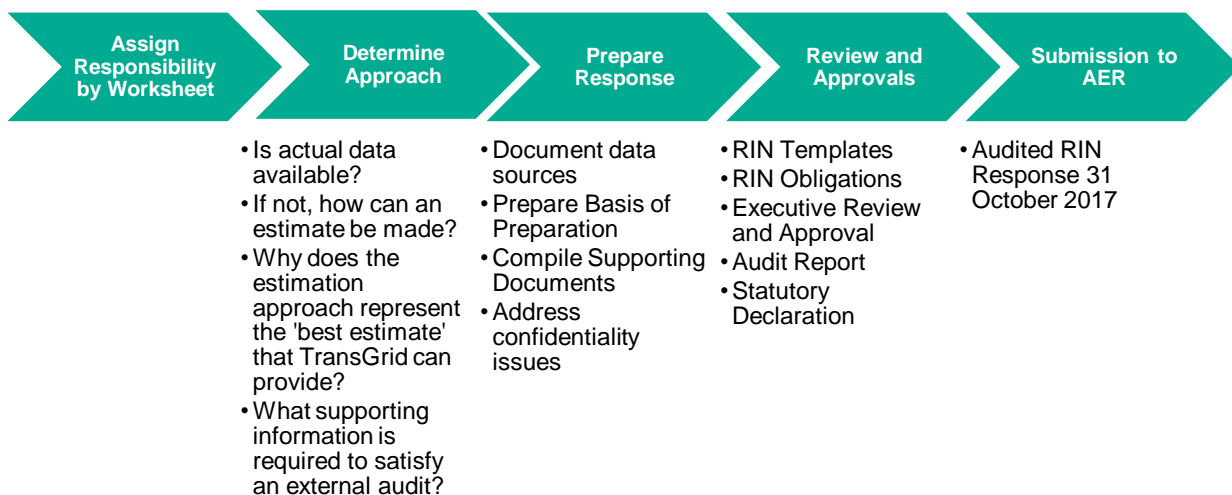 Assign
Responsibility
by Worksheet
Determine
Approach
• Is actual data
available?
• If not, how can an
estimate be made?
• Why does the
estimation
approach represent
the 'best estimate'
that TransGrid can
provide?
• What supporting
information is
required to satisfy
an external audit?
Prepare
Response
• Document data
sources
• Prepare Basis of
Preparation
• Compile Supporting
Documents
• Address
confidentiality
issues
Review and
Approvals
• RIN Templates
• RIN Obligations
• Executive Review
and Approval
• Audit Report
• Statutory
Declaration
Submission to
AER
• Audited RIN
Response 31
October 2017